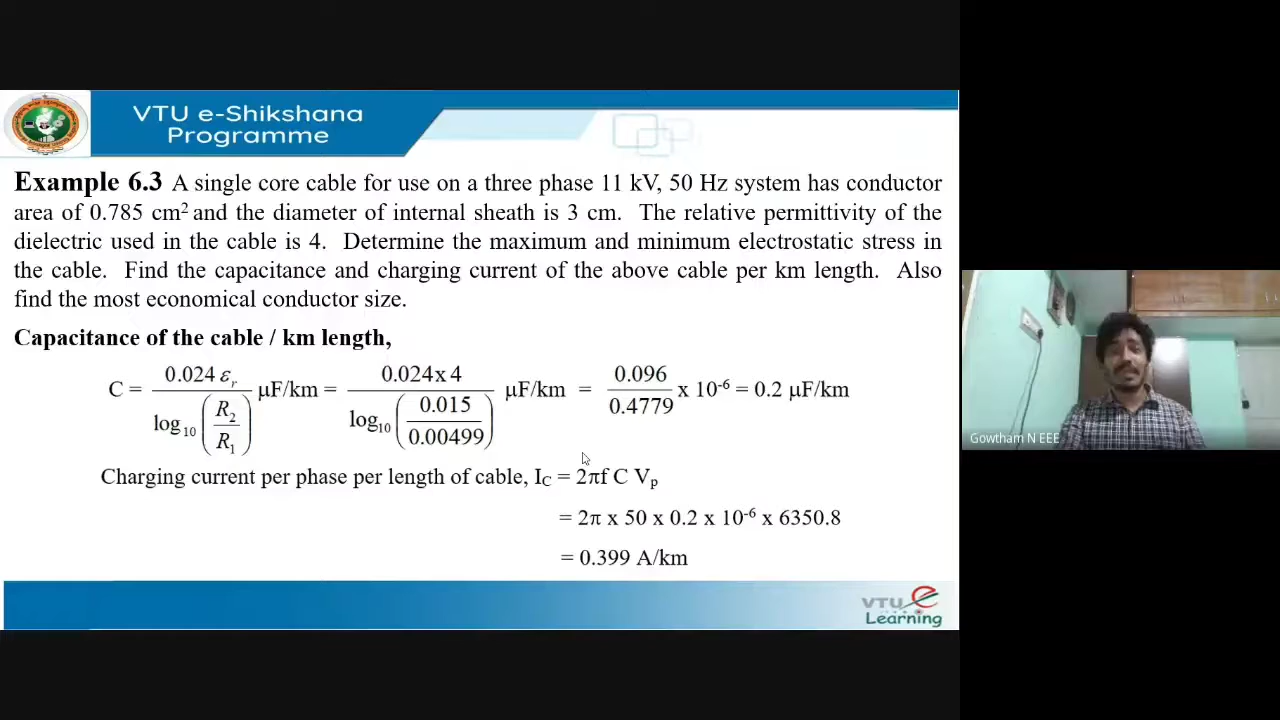 VTU e-Shikshana
Programme
Example 6.3 A single core cable for use on a three phase 11 kV, 50 Hz system has conductor
area of 0.785 cm² and the diameter of internal sheath is 3 cm. The relative permittivity of the
dielectric used in the cable is 4. Determine the maximum and minimum electrostatic stress in
the cable. Find the capacitance and charging current of the above cable per km length. Also
find the most economical conductor size.
Capacitance of the cable / km length,
C = 0.024 εr / log10 (R2 / R1) μF/km = 0.024x 4 / log10 (0.015 / 0.00499) μF/km = 0.096 / 0.4779 x 10⁻⁶ = 0.2 μF/km
Charging current per phase per length of cable, IC = 2πf C Vp
= 2π x 50 x 0.2 x 10⁻⁶ x 6350.8
= 0.399 A/km
VTU e
Learning
Gowtham N EEE